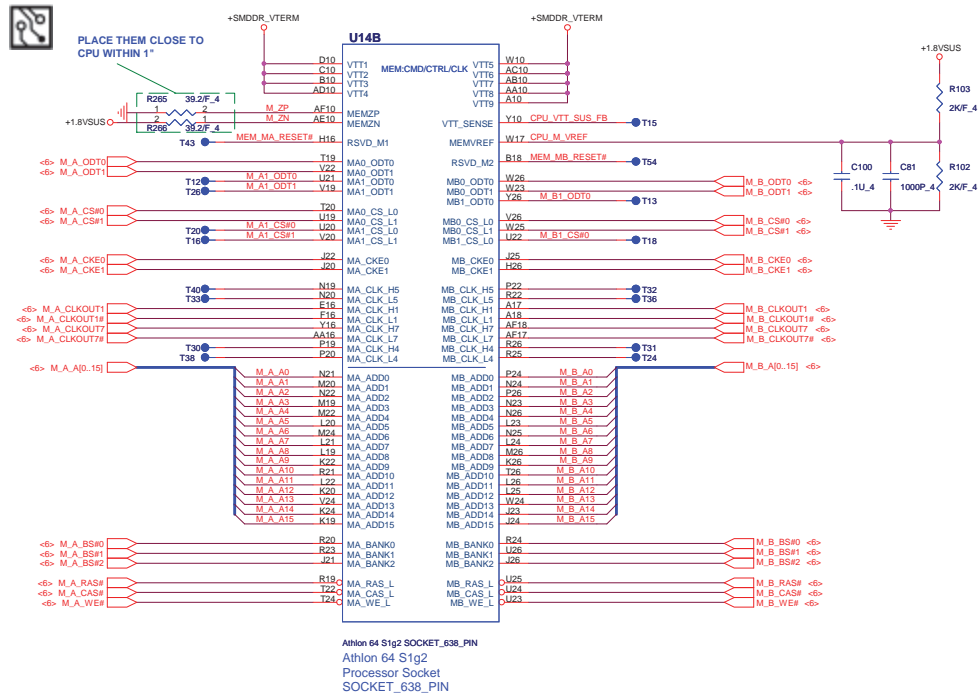 +SMDDR_VTERM +SMDDR_VTERM
PLACE THEM CLOSE TO
CPU WITHIN 1"
U14B
MEM:CMD/CTRL/CLK
+1.8VSUS
D10 VTT1 VTT5 W10
C10 VTT2 VTT6 AC10
B10 VTT3 VTT7 AB10
AD10 VTT4 VTT8 AA10
VTT9 A10
R265 39.2/F_4
1 2 M_ZP AF10 MEMZP
+1.8VSUS 1 2 M_ZN AE10 MEMZN VTT_SENSE Y10 CPU_VTT_SUS_FB T15
R266 39.2/F_4
T43 MEM_MA_RESET# H16 RSVD_M1 MEMVREF W17 CPU_M_VREF
RSVD_M2 B18 MEM_MB_RESET# T54
R103
2K/F_4
C100
.1U_4
C81
1000P_4
R102
2K/F_4
<6> M_A_ODT0 T19 MA0_ODT0
<6> M_A_ODT1 V22 MA0_ODT1
T12 M_A1_ODT0 U21 MA1_ODT0 MB0_ODT0 W26 M_B_ODT0 <6>
T26 M_A1_ODT1 V19 MA1_ODT1 MB0_ODT1 W23 M_B_ODT1 <6>
MB1_ODT0 Y26 M_B1_ODT0 T13
<6> M_A_CS#0 T20 MA0_CS_L0
<6> M_A_CS#1 U19 MA0_CS_L1 MB0_CS_L0 V26 M_B_CS#0 <6>
T20 M_A1_CS#0 U20 MA1_CS_L0 MB0_CS_L1 W25 M_B_CS#1 <6>
T16 M_A1_CS#1 V20 MA1_CS_L1 MB1_CS_L0 U22 M_B1_CS#0 T18
<6> M_A_CKE0 J22 MA_CKE0 MB_CKE0 J25 M_B_CKE0 <6>
<6> M_A_CKE1 J20 MA_CKE1 MB_CKE1 H26 M_B_CKE1 <6>
T40 N19 MA_CLK_H5 MB_CLK_H5 P22 T32
T33 N20 MA_CLK_L5 MB_CLK_L5 R22 T36
<6> M_A_CLKOUT1 E16 MA_CLK_H1 MB_CLK_H1 A17 M_B_CLKOUT1 <6>
<6> M_A_CLKOUT1# F16 MA_CLK_L1 MB_CLK_L1 A18 M_B_CLKOUT1# <6>
<6> M_A_CLKOUT7 Y16 MA_CLK_H7 MB_CLK_H7 AF18 M_B_CLKOUT7 <6>
<6> M_A_CLKOUT7# AA16 MA_CLK_L7 MB_CLK_L7 AF17 M_B_CLKOUT7# <6>
T30 P19 MA_CLK_H4 MB_CLK_H4 R26 T31
T38 P20 MA_CLK_L4 MB_CLK_L4 R25 T24
<6> M_A_A[0..15] M_B_A[0..15] <6>
M_A_A0 N21 MA_ADD0 MB_ADD0 P24 M_B_A0
M_A_A1 M20 MA_ADD1 MB_ADD1 N24 M_B_A1
M_A_A2 N22 MA_ADD2 MB_ADD2 P26 M_B_A2
M_A_A3 M19 MA_ADD3 MB_ADD3 N23 M_B_A3
M_A_A4 M22 MA_ADD4 MB_ADD4 N26 M_B_A4
M_A_A5 L20 MA_ADD5 MB_ADD5 L23 M_B_A5
M_A_A6 M24 MA_ADD6 MB_ADD6 N25 M_B_A6
M_A_A7 L21 MA_ADD7 MB_ADD7 L24 M_B_A7
M_A_A8 L19 MA_ADD8 MB_ADD8 M26 M_B_A8
M_A_A9 K22 MA_ADD9 MB_ADD9 K26 M_B_A9
M_A_A10 R21 MA_ADD10 MB_ADD10 T26 M_B_A10
M_A_A11 L22 MA_ADD11 MB_ADD11 L26 M_B_A11
M_A_A12 K20 MA_ADD12 MB_ADD12 L25 M_B_A12
M_A_A13 V24 MA_ADD13 MB_ADD13 W24 M_B_A13
M_A_A14 K24 MA_ADD14 MB_ADD14 J23 M_B_A14
M_A_A15 K19 MA_ADD15 MB_ADD15 J24 M_B_A15
<6> M_A_BS#0 R20 MA_BANK0 MB_BANK0 R24 M_B_BS#0 <6>
<6> M_A_BS#1 R23 MA_BANK1 MB_BANK1 U26 M_B_BS#1 <6>
<6> M_A_BS#2 J21 MA_BANK2 MB_BANK2 J26 M_B_BS#2 <6>
<6> M_A_RAS# R19 MA_RAS_L MB_RAS_L U25 M_B_RAS# <6>
<6> M_A_CAS# T22 MA_CAS_L MB_CAS_L U24 M_B_CAS# <6>
<6> M_A_WE# T24 MA_WE_L MB_WE_L U23 M_B_WE# <6>
Athlon 64 S1g2 SOCKET_638_PIN
Athlon 64 S1g2
Processor Socket
SOCKET_638_PIN